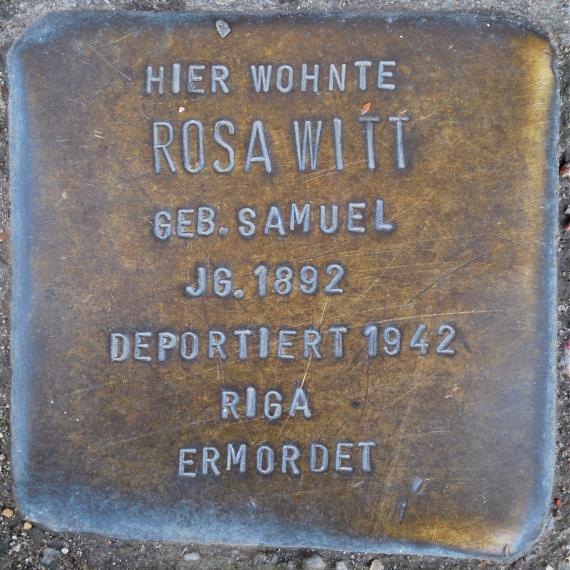 HIER WOHNTE
ROSA WITT
GEB. SAMUEL
JG. 1892
DEPORTIERT 1942
RIGA
ERMORDET